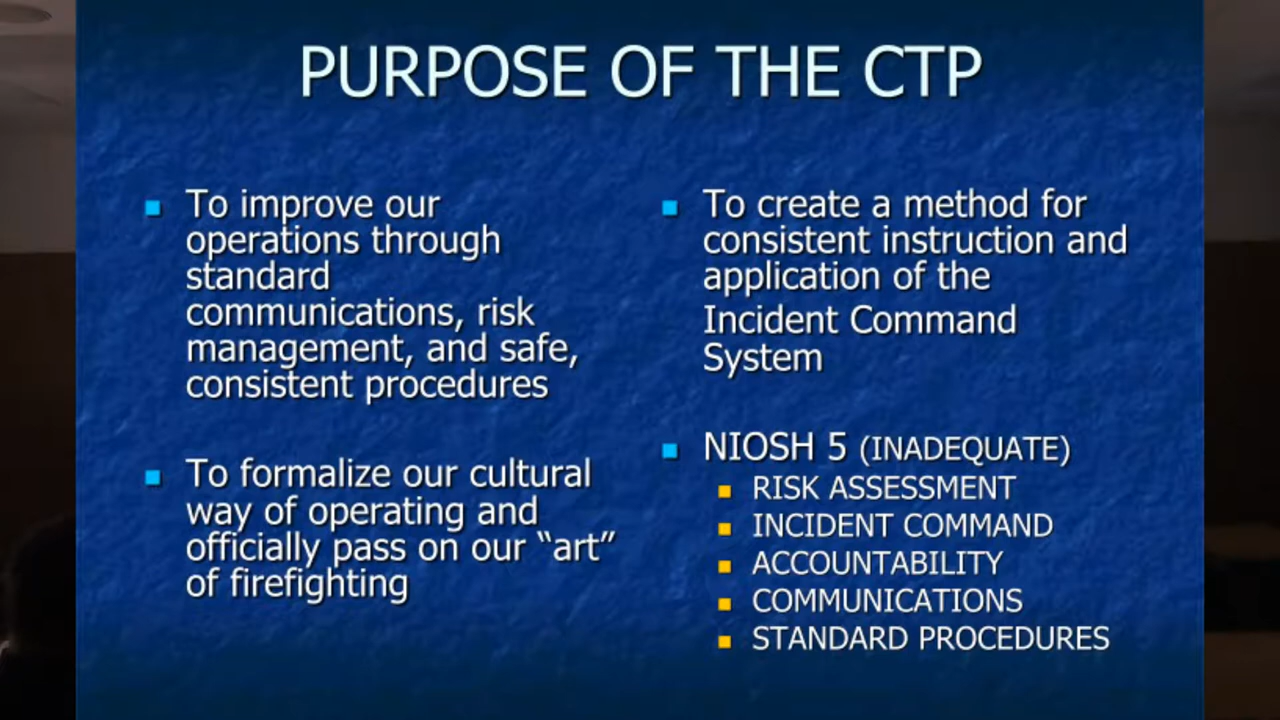 PURPOSE OF THE CTP
To improve our
operations through
standard
communications, risk
management, and safe,
consistent procedures
To formalize our cultural
way of operating and
officially pass on our “art”
of firefighting
To create a method for
consistent instruction and
application of the
Incident Command
System
NIOSH 5 (INADEQUATE)
RISK ASSESSMENT
INCIDENT COMMAND
ACCOUNTABILITY
COMMUNICATIONS
STANDARD PROCEDURES